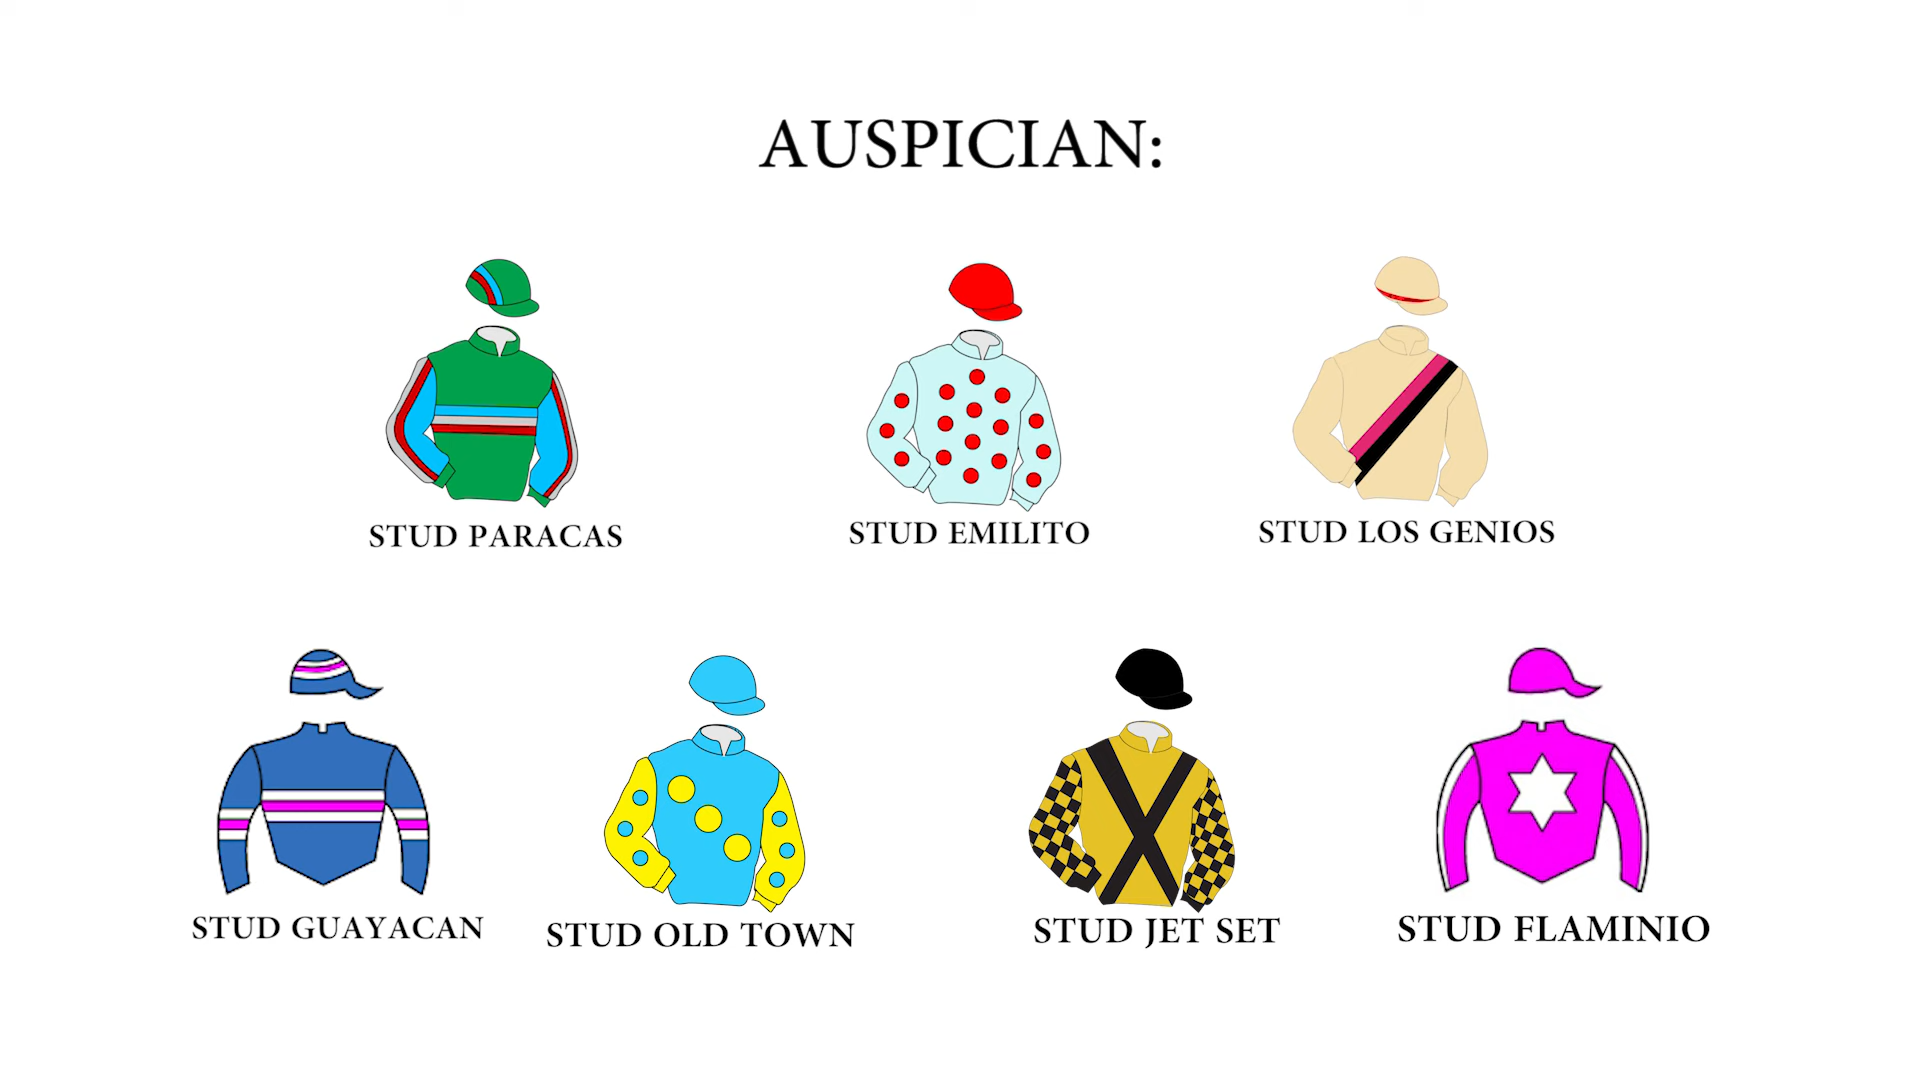 AUSPICIAN:
STUD PARACAS
STUD EMILITO
STUD LOS GENIOS
STUD GUAYACAN
STUD OLD TOWN
STUD JET SET
STUD FLAMINIO